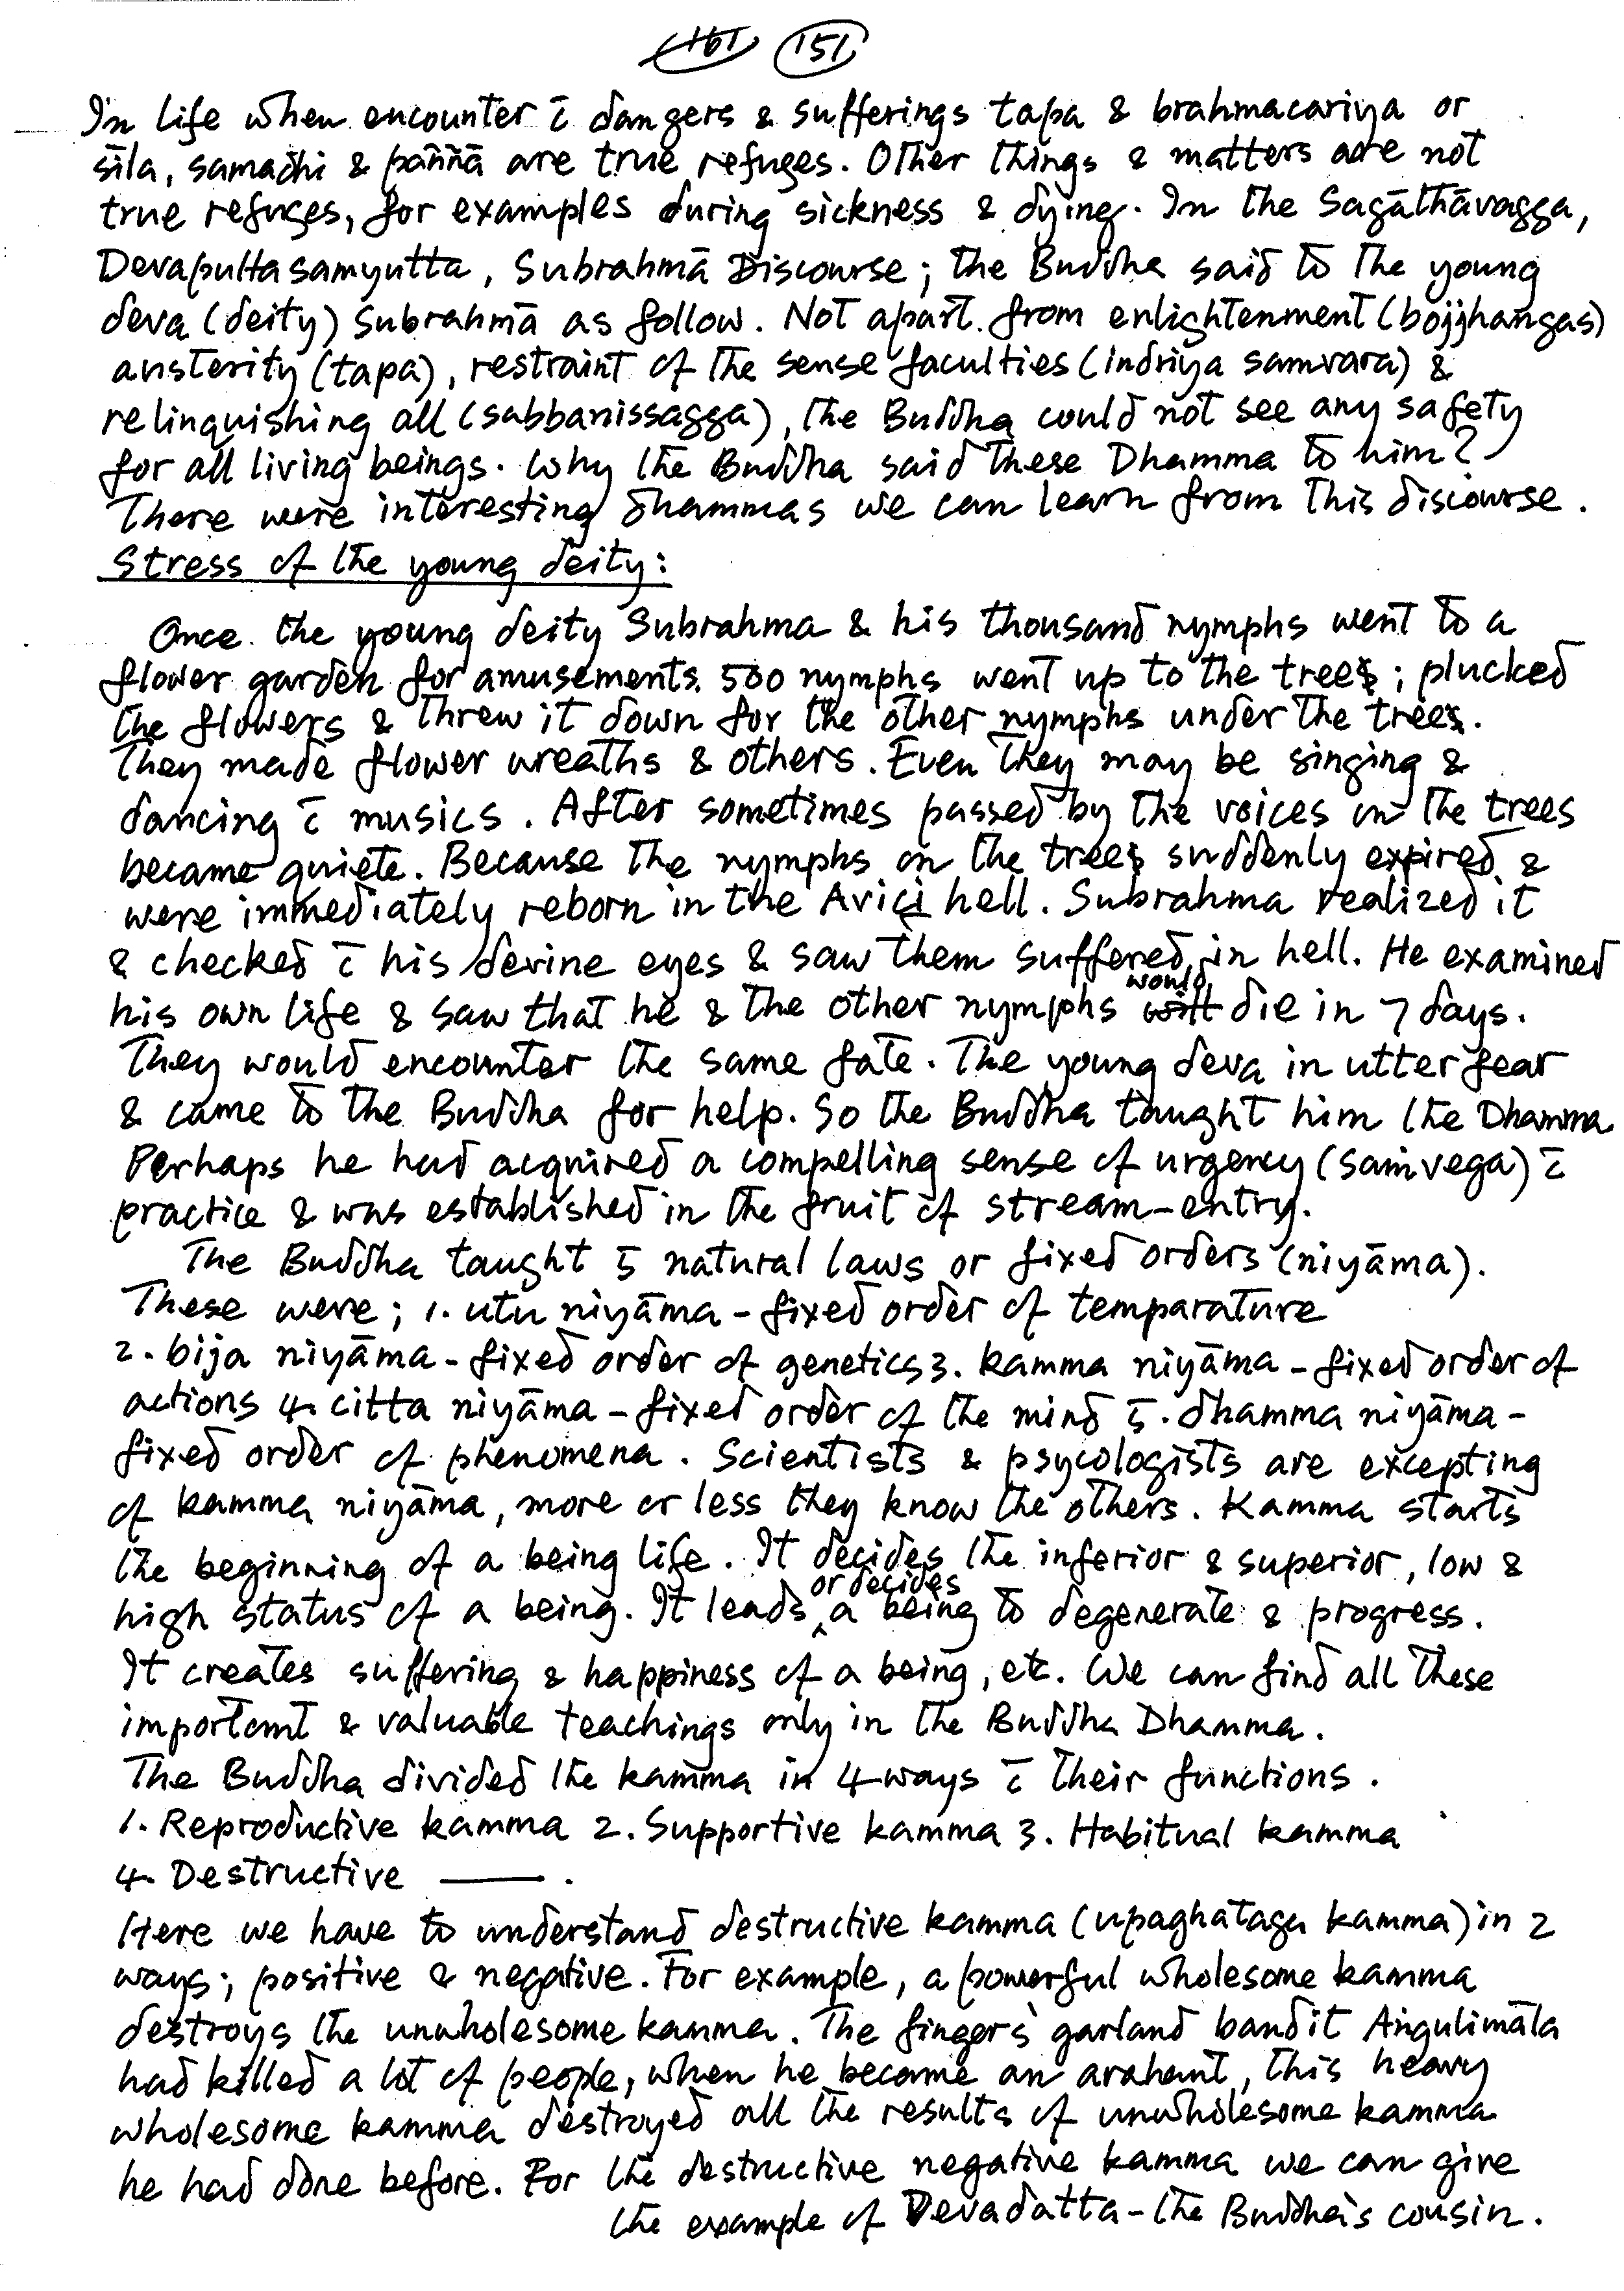 151
In life when encounter c̄ dangers & sufferings tapa & brahmacariya or
sīla, samādhi & paññā are true refuges. Other things & matters are not
true refuges, for examples during sickness & dying. In the Sagāthāvagga,
Devaputtasamyutta, Subrahmā Discourse; the Buddha said to the young
deva (deity) Subrahmā as follow. Not apart from enlightenment (bojjhaṅgas)
austerity (tapa), restraint of the sense faculties (indriya samvara) &
relinquishing all (sabbanissagga), the Buddha could not see any safety
for all living beings. Why the Buddha said these Dhamma to him?
There were interesting dhammas we can learn from this discourse.
Stress of the young deity:
Once the young deity Subrahma & his thousand nymphs went to a
flower garden for amusements. 500 nymphs went up to the trees; plucked
the flowers & threw it down for the other nymphs under the trees.
They made flower wreaths & others. Even they may be singing &
dancing c̄ musics. After sometimes passed by the voices on the trees
became quiete. Because the nymphs on the trees suddenly expired &
were immediately reborn in the Avici hell. Subrahma realized it
& checked c̄ his devine eyes & saw them suffered in hell. He examined
his own life & saw that he & the other nymphs would die in 7 days.
They would encounter the same fate. The young deva in utter fear
& came to the Buddha for help. So the Buddha taught him the Dhamma
Perhaps he had acquired a compelling sense of urgency (saṁvega) c̄
practice & was established in the fruit of stream-entry.
The Buddha taught 5 natural laws or fixed orders (niyāma).
These were; 1. utu niyāma - fixed order of temparature
2. bija niyāma - fixed order of genetics 3. kamma niyāma - fixed order of
actions 4. citta niyāma - fixed order of the mind 5. dhamma niyāma -
fixed order of phenomena. Scientists & psycologists are excepting
of kamma niyāma, more or less they know the others. Kamma starts
the beginning of a being life. It decides the inferior & superior, low &
high status of a being. It leads or decides a being to degenerate & progress.
It creates suffering & happiness of a being, etc. We can find all these
important & valuable teachings only in the Buddha Dhamma.
The Buddha divided the kamma in 4 ways c̄ their functions.
1. Reproductive kamma 2. Supportive kamma 3. Habitual kamma
4. Destructive ———.
Here we have to understand destructive kamma (upaghātaga kamma) in 2
ways; positive & negative. For example, a powerful wholesome kamma
destroys the unwholesome kamma. The finger's garland bandit Aṅgulimāla
had killed a lot of people, when he became an arahant, this heavy
wholesome kamma destroyed all the results of unwholesome kamma
he had done before. For the destructive negative kamma we can give
the example of Devadatta - the Buddha's cousin.